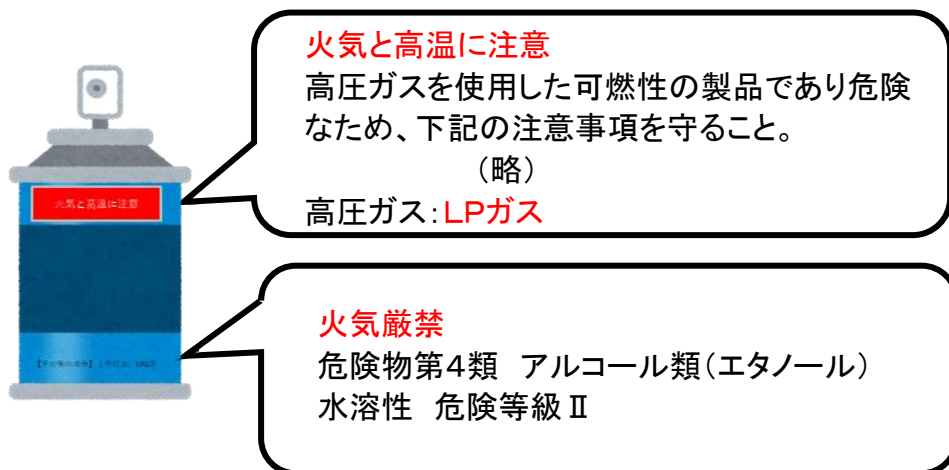 火気と高温に注意
高圧ガスを使用した可燃性の製品であり危険
なため、下記の注意事項を守ること。
(略)
高圧ガス：LPガス
火気と高温に注意
火気厳禁
危険物第4類 アルコール類(エタノール)
水溶性 危険等級Ⅱ